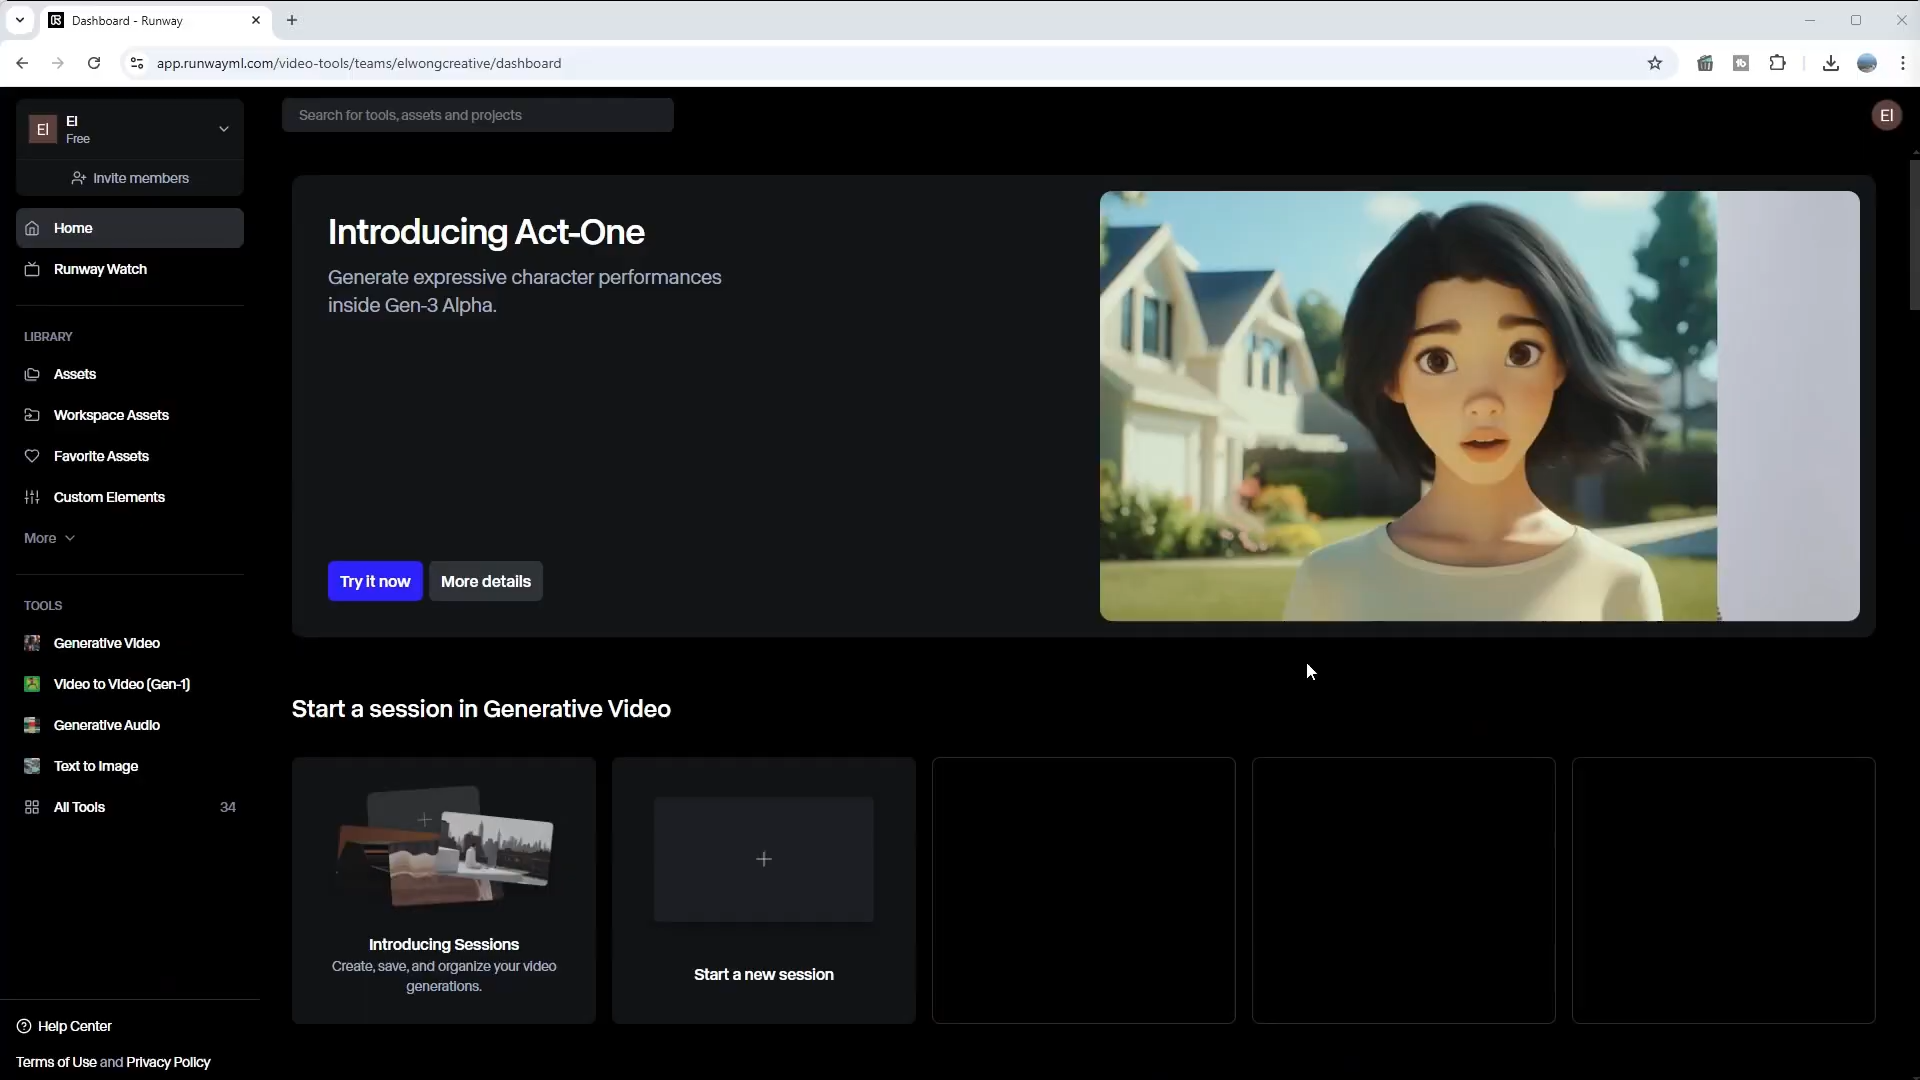 Dashboard - Runway
app.runwayml.com/video-tools/teams/elwongcreative/dashboard
El
El
Free
Invite members
Home
Runway Watch
LIBRARY
Assets
Workspace Assets
Favorite Assets
Custom Elements
More
TOOLS
Generative Video
Video to Video (Gen-1)
Generative Audio
Text to Image
All Tools 34
Help Center
Terms of Use and Privacy Policy
Search for tools, assets and projects
El
Introducing Act-One
Generate expressive character performances
inside Gen-3 Alpha.
Try it now
More details
Start a session in Generative Video
Introducing Sessions
Create, save, and organize your video
generations.
Start a new session